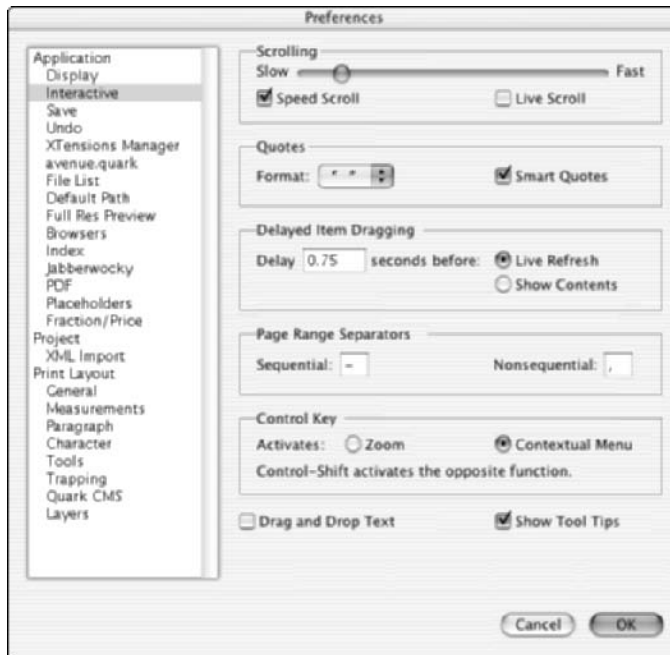 Preferences
Application
Display
Interactive
Save
Undo
XTensions Manager
avenue.quark
File List
Default Path
Full Res Preview
Browsers
Index
Jabberwocky
PDF
Placeholders
Fraction/Price
Project
XML Import
Print Layout
General
Measurements
Paragraph
Character
Tools
Trapping
Quark CMS
Layers
Scrolling
Slow Fast
Speed Scroll Live Scroll
Quotes
Format: " " Smart Quotes
Delayed Item Dragging
Delay 0.75 seconds before: Live Refresh
Show Contents
Page Range Separators
Sequential: – Nonsequential: ,
Control Key
Activates: Zoom Contextual Menu
Control-Shift activates the opposite function.
Drag and Drop Text Show Tool Tips
Cancel OK